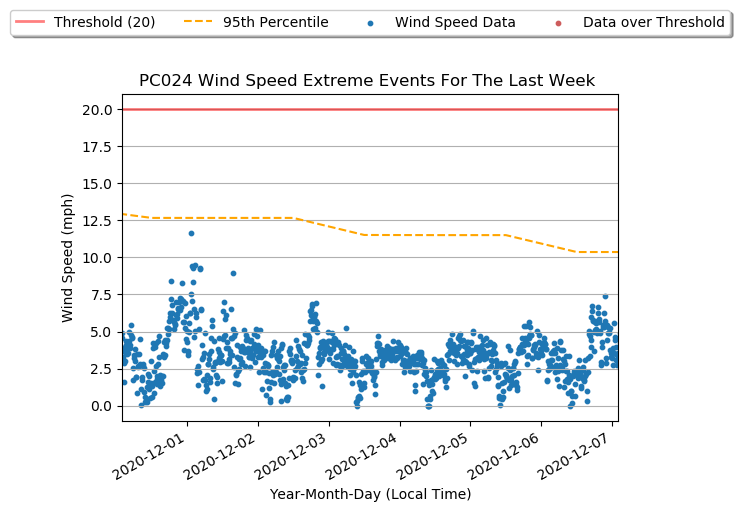 Threshold (20) 95th Percentile Wind Speed Data Data over Threshold
PC024 Wind Speed Extreme Events For The Last Week
20.0
17.5
15.0
12.5
10.0
7.5
5.0
2.5
0.0
Wind Speed (mph)
2020-12-01 2020-12-02 2020-12-03 2020-12-04 2020-12-05 2020-12-06 2020-12-07
Year-Month-Day (Local Time)